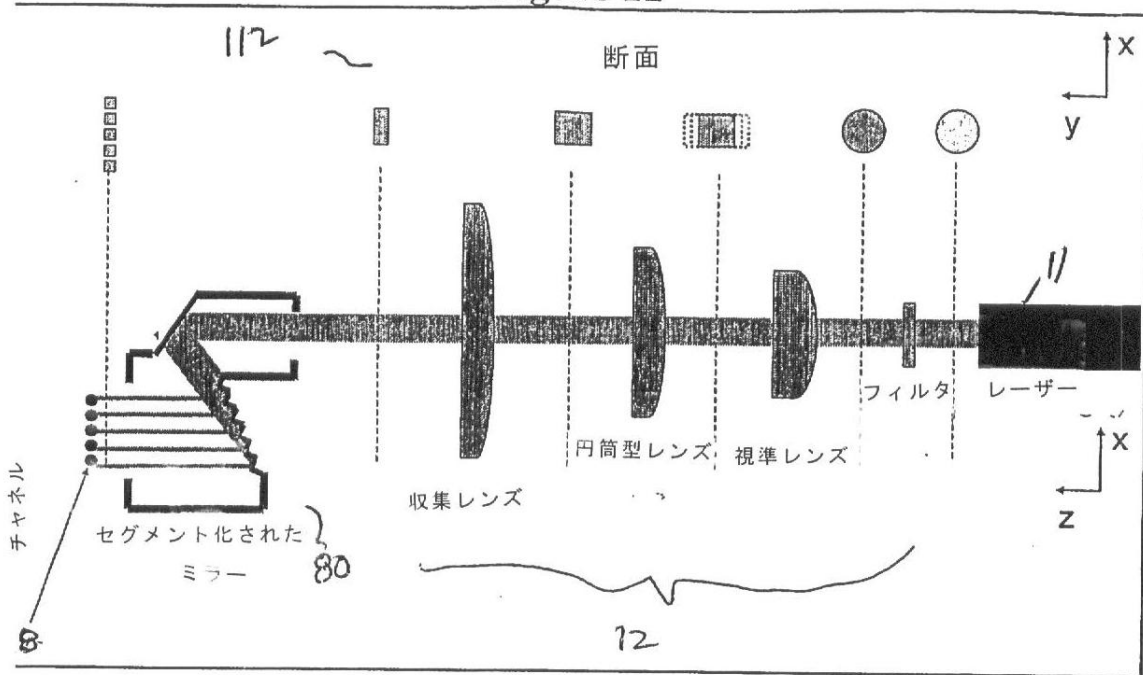 112
断面
x
y
11
フィルタ
レーザー
円筒型レンズ
視準レンズ
x
z
収集レンズ
チャネル
セグメント化された
ミラー
80
8
12